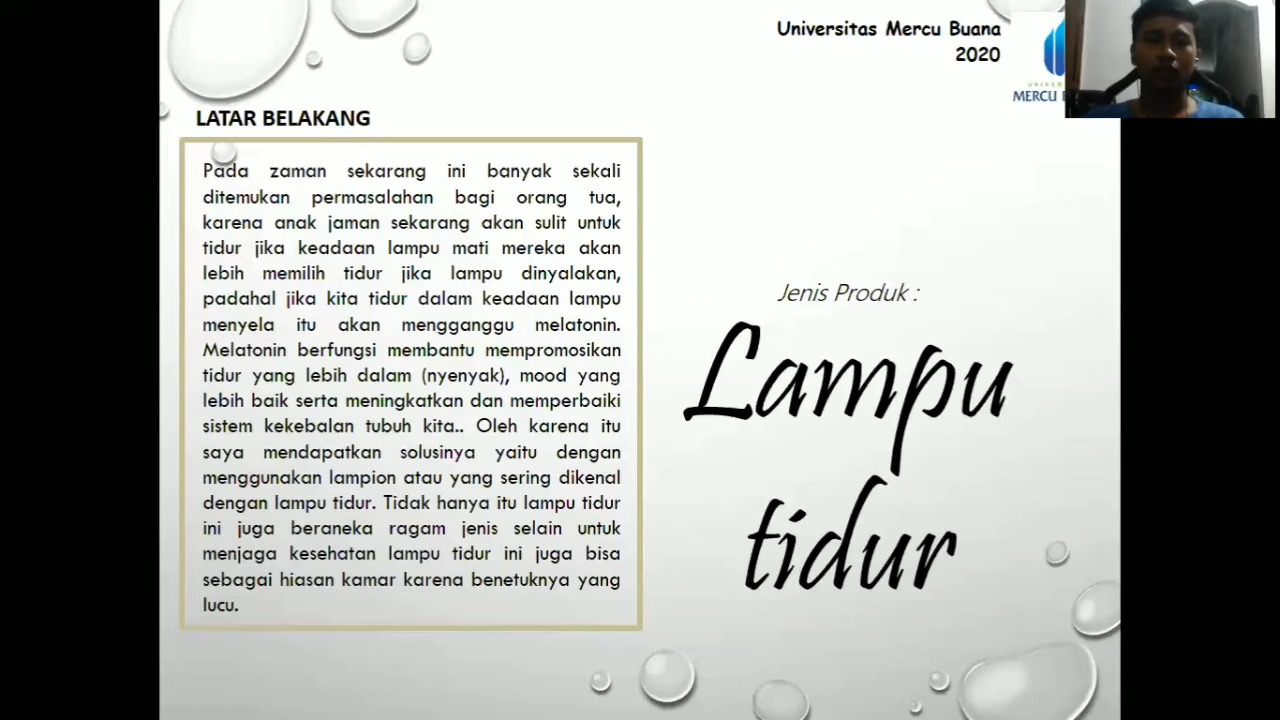 Universitas Mercu Buana
2020
MERCU
LATAR BELAKANG
Pada zaman sekarang ini banyak sekali
ditemukan permasalahan bagi orang tua,
karena anak jaman sekarang akan sulit untuk
tidur jika keadaan lampu mati mereka akan
lebih memilih tidur jika lampu dinyalakan,
padahal jika kita tidur dalam keadaan lampu
menyela itu akan mengganggu melatonin.
Melatonin berfungsi membantu mempromosikan
tidur yang lebih dalam (nyenyak), mood yang
lebih baik serta meningkatkan dan memperbaiki
sistem kekebalan tubuh kita.. Oleh karena itu
saya mendapatkan solusinya yaitu dengan
menggunakan lampion atau yang sering dikenal
dengan lampu tidur. Tidak hanya itu lampu tidur
ini juga beraneka ragam jenis selain untuk
menjaga kesehatan lampu tidur ini juga bisa
sebagai hiasan kamar karena benetuknya yang
lucu.
Jenis Produk :
Lampu
tidur